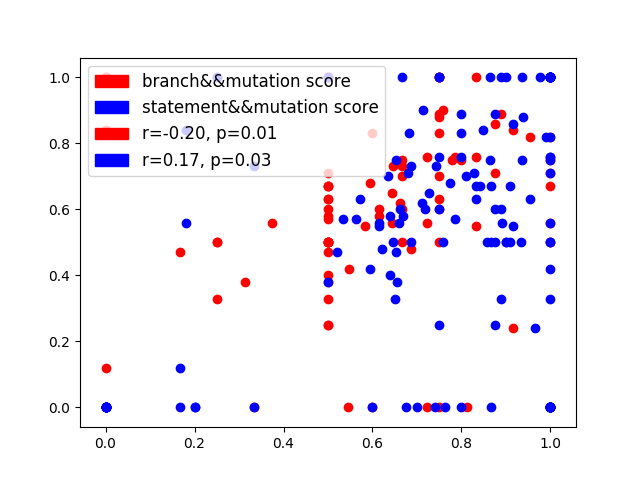 branch&&mutation score
statement&&mutation score
r=-0.20, p=0.01
r=0.17, p=0.03
1.0
0.8
0.6
0.4
0.2
0.0
0.0 0.2 0.4 0.6 0.8 1.0